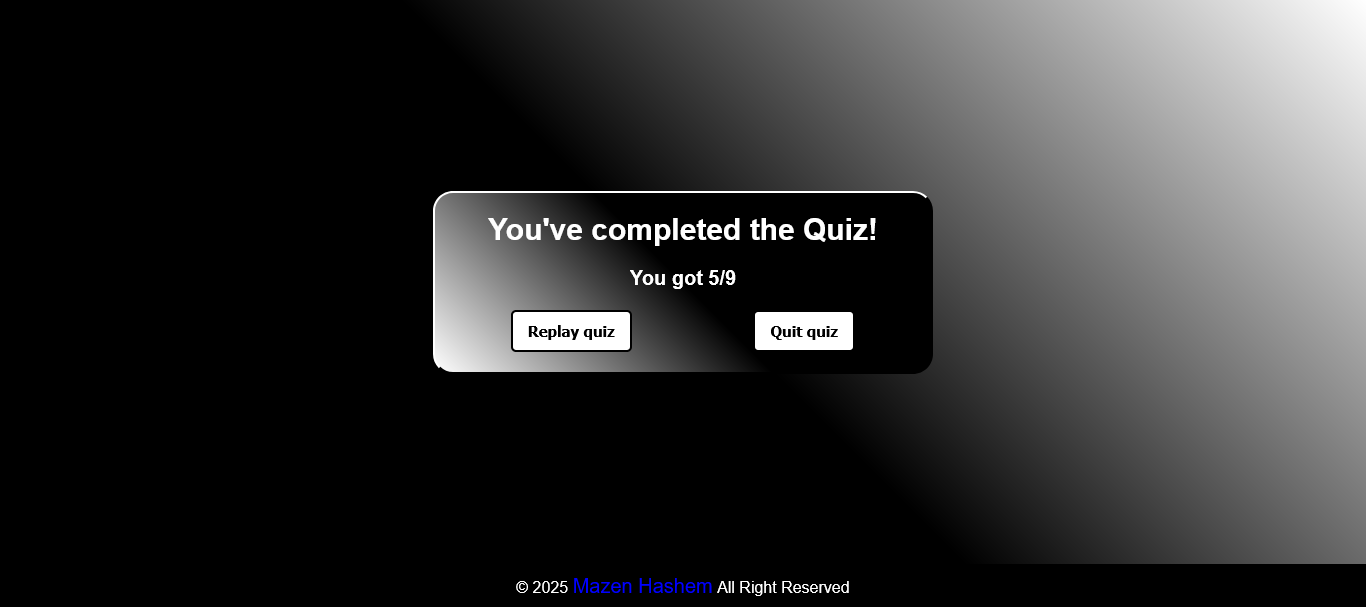 You've completed the Quiz!
You got 5/9
Replay quiz
Quit quiz
© 2025 Mazen Hashem All Right Reserved